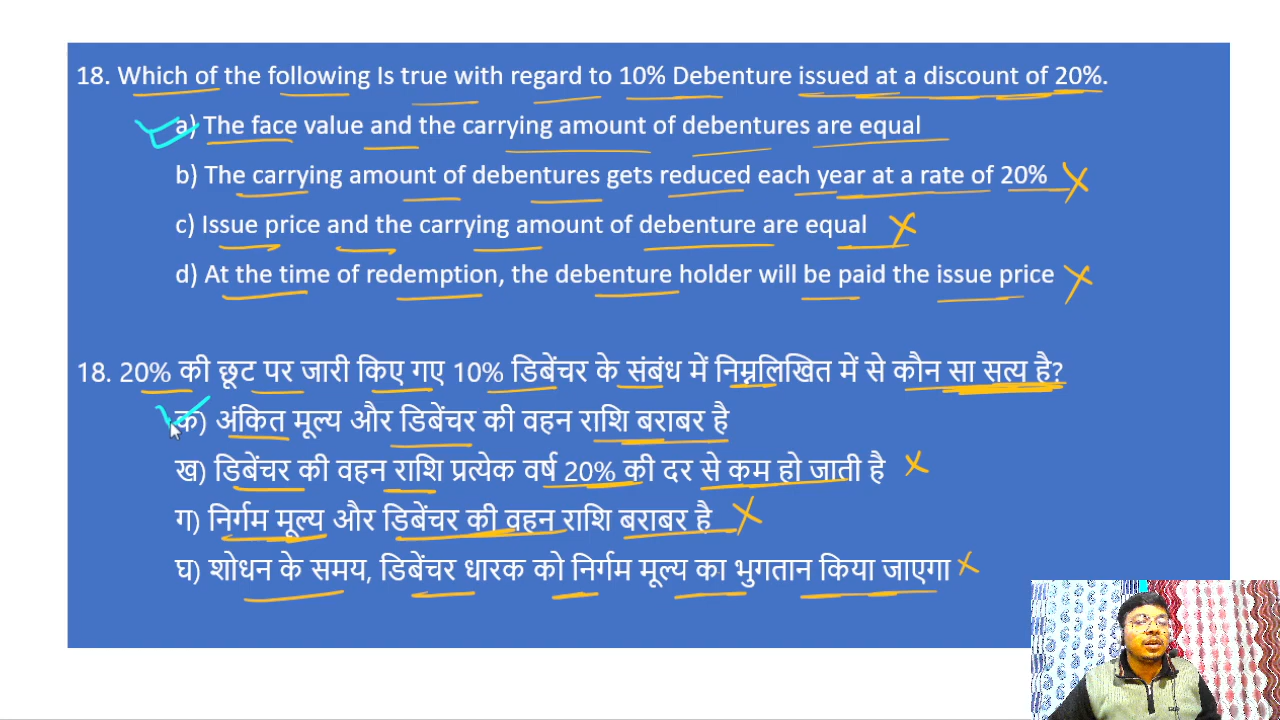 18. Which of the following Is true with regard to 10% Debenture issued at a discount of 20%.
a) The face value and the carrying amount of debentures are equal
b) The carrying amount of debentures gets reduced each year at a rate of 20%
c) Issue price and the carrying amount of debenture are equal
d) At the time of redemption, the debenture holder will be paid the issue price
18. 20% की छूट पर जारी किए गए 10% डिबेंचर के संबंध में निम्नलिखित में से कौन सा सत्य है?
क) अंकित मूल्य और डिबेंचर की वहन राशि बराबर है
ख) डिबेंचर की वहन राशि प्रत्येक वर्ष 20% की दर से कम हो जाती है
ग) निर्गम मूल्य और डिबेंचर की वहन राशि बराबर है
घ) शोधन के समय, डिबेंचर धारक को निर्गम मूल्य का भुगतान किया जाएगा